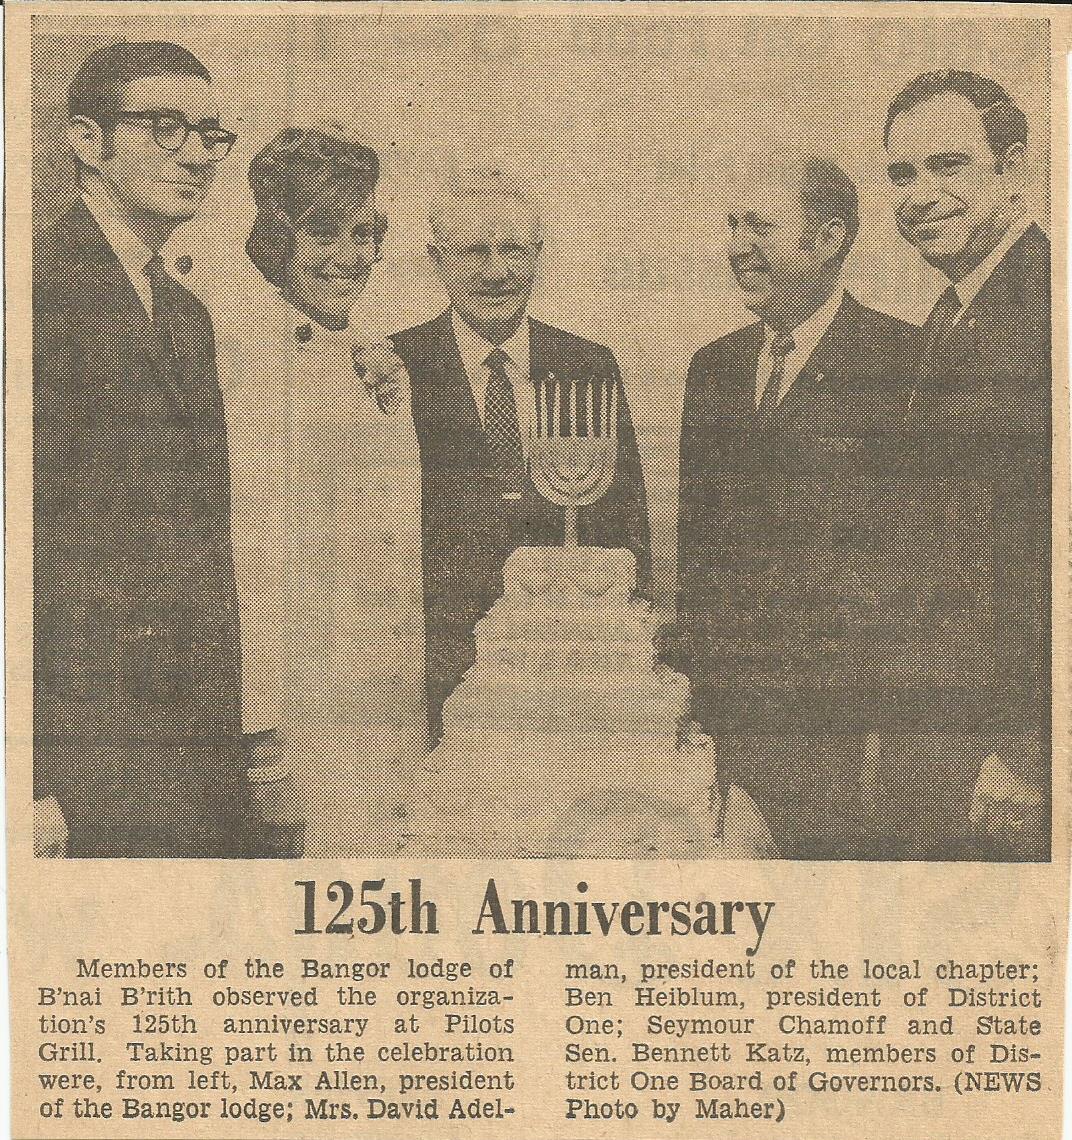 125th Anniversary
Members of the Bangor lodge of
B'nai B'rith observed the organiza-
tion's 125th anniversary at Pilots
Grill. Taking part in the celebration
were, from left, Max Allen, president
of the Bangor lodge; Mrs. David Adel-
man, president of the local chapter;
Ben Heiblum, president of District
One; Seymour Chamoff and State
Sen. Bennett Katz, members of Dis-
trict One Board of Governors. (NEWS
Photo by Maher)